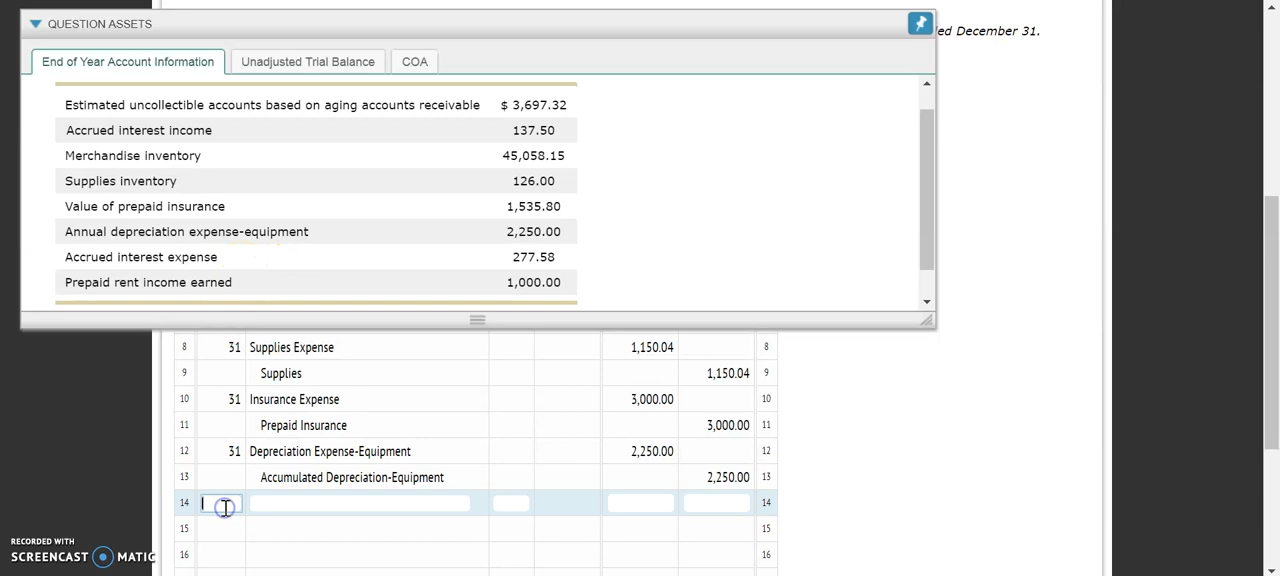 QUESTION ASSETS
ed December 31.
End of Year Account Information Unadjusted Trial Balance COA
Estimated uncollectible accounts based on aging accounts receivable $ 3,697.32
Accrued interest income 137.50
Merchandise inventory 45,058.15
Supplies inventory 126.00
Value of prepaid insurance 1,535.80
Annual depreciation expense-equipment 2,250.00
Accrued interest expense 277.58
Prepaid rent income earned 1,000.00
8 31 Supplies Expense 1,150.04 8
9 Supplies 1,150.04 9
10 31 Insurance Expense 3,000.00 10
11 Prepaid Insurance 3,000.00 11
12 31 Depreciation Expense-Equipment 2,250.00 12
13 Accumulated Depreciation-Equipment 2,250.00 13
14 14
15 15
16 16
RECORDED WITH
SCREENCAST MATIC